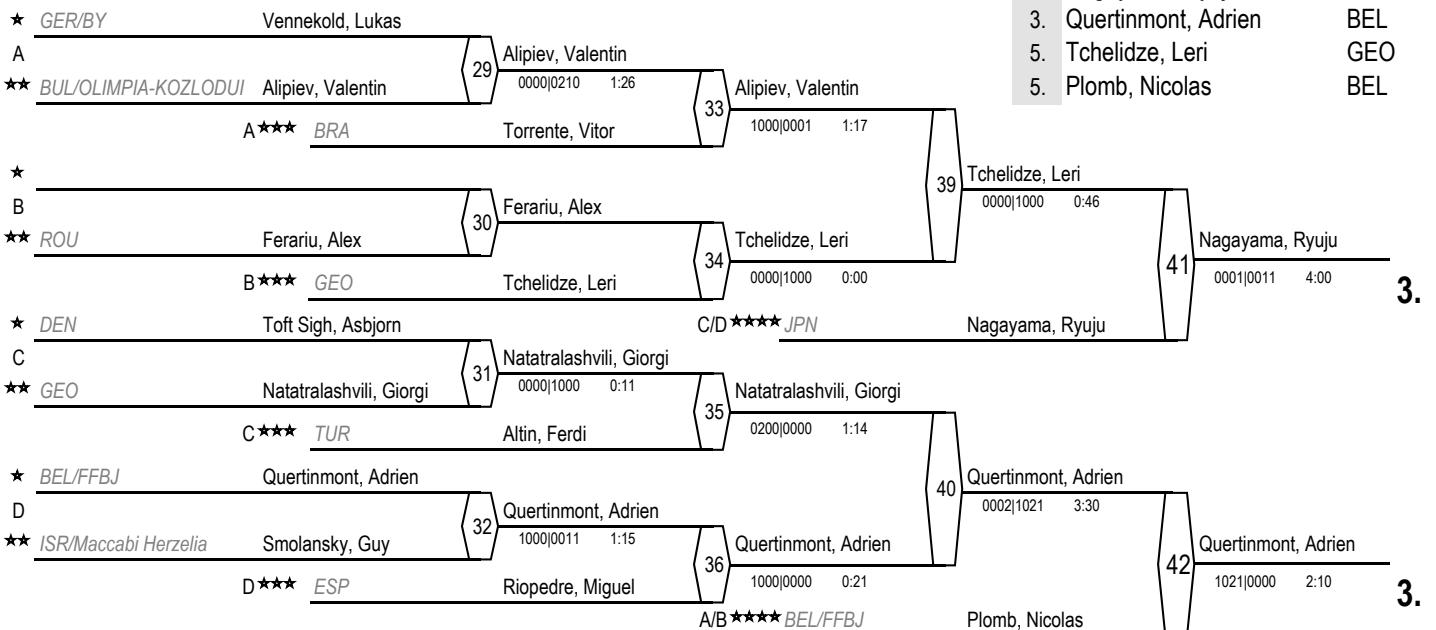 3. Quertinmont, Adrien BEL
5. Tchelidze, Leri GEO
5. Plomb, Nicolas BEL
★ GER/BY Vennekold, Lukas
A
29 Alipiev, Valentin
0000|0210 1:26
★★ BUL/OLIMPIA-KOZLODUI Alipiev, Valentin
33 Alipiev, Valentin
1000|0001 1:17
A★★★ BRA Torrente, Vitor
★
B
39 Tchelidze, Leri
0000|1000 0:46
30 Ferariu, Alex
★★ ROU Ferariu, Alex
34 Tchelidze, Leri
0000|1000 0:00
B★★★ GEO Tchelidze, Leri
41 Nagayama, Ryuju
0001|0011 4:00
3.
★ DEN Toft Sigh, Asbjorn
C/D★★★★ JPN Nagayama, Ryuju
C
31 Natatralashvili, Giorgi
0000|1000 0:11
★★ GEO Natatralashvili, Giorgi
35 Natatralashvili, Giorgi
0200|0000 1:14
C★★★ TUR Altin, Ferdi
★ BEL/FFBJ Quertinmont, Adrien
D
40 Quertinmont, Adrien
0002|1021 3:30
32 Quertinmont, Adrien
1000|0011 1:15
★★ ISR/Maccabi Herzelia Smolansky, Guy
36 Quertinmont, Adrien
1000|0000 0:21
42 Quertinmont, Adrien
1021|0000 2:10
3.
D★★★ ESP Riopedre, Miguel
A/B★★★★ BEL/FFBJ Plomb, Nicolas